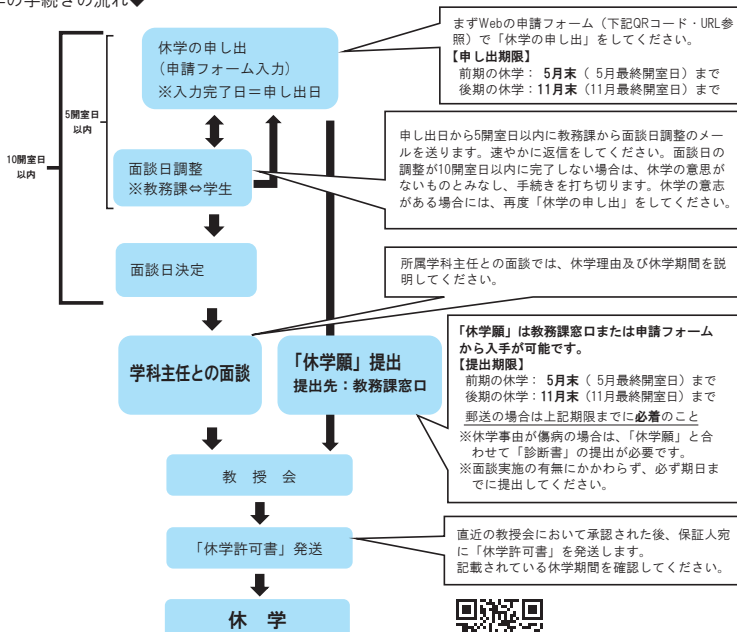 の手続きの流れ◆
休学の申し出
（申請フォーム入力）
※入力完了日＝申し出日
まずWebの申請フォーム（下記QRコード・URL参
照）で「休学の申し出」をしてください。
【申し出期限】
前期の休学： 5月末（ 5月最終開室日）まで
後期の休学：11月末（11月最終開室日）まで
5開室日
以内
10開室日
以内
面談日調整
※教務課⇔学生
申し出日から5開室日以内に教務課から面談日調整のメー
ルを送ります。速やかに返信をしてください。面談日の
調整が10開室日以内に完了しない場合は、休学の意思が
ないものとみなし、手続きを打ち切ります。休学の意志
がある場合には、再度「休学の申し出」をしてください。
面談日決定
所属学科主任との面談では、休学理由及び休学期間を説
明してください。
学科主任との面談
「休学願」提出
提出先：教務課窓口
「休学願」は教務課窓口または申請フォーム
から入手が可能です。
【提出期限】
前期の休学： 5月末（ 5月最終開室日）まで
後期の休学：11月末（11月最終開室日）まで
郵送の場合は上記期限までに必着のこと
※休学事由が傷病の場合は、「休学願」と合
わせて「診断書」の提出が必要です。
※面談実施の有無にかかわらず、必ず期日ま
でに提出してください。
教 授 会
「休学許可書」発送
直近の教授会において承認された後、保証人宛
に「休学許可書」を発送します。
記載されている休学期間を確認してください。
休 学